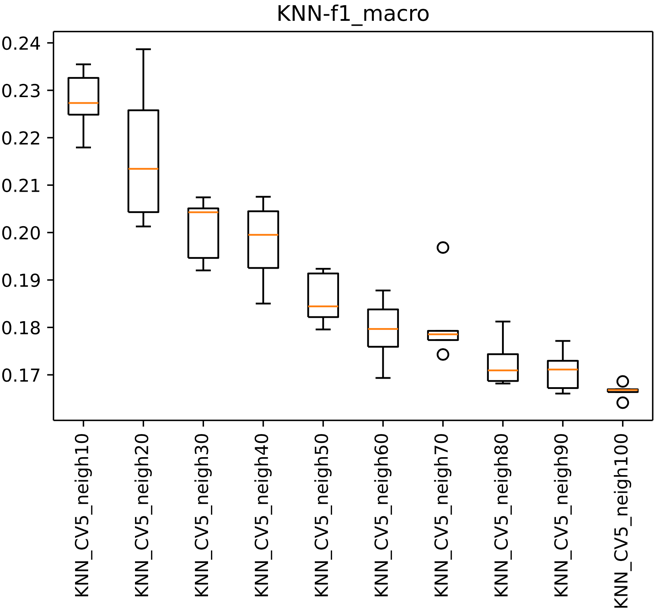 KNN-f1_macro
0.24
0.23
0.22
0.21
0.20
0.19
0.18
0.17
KNN_CV5_neigh10
KNN_CV5_neigh20
KNN_CV5_neigh30
KNN_CV5_neigh40
KNN_CV5_neigh50
KNN_CV5_neigh60
KNN_CV5_neigh70
KNN_CV5_neigh80
KNN_CV5_neigh90
KNN_CV5_neigh100